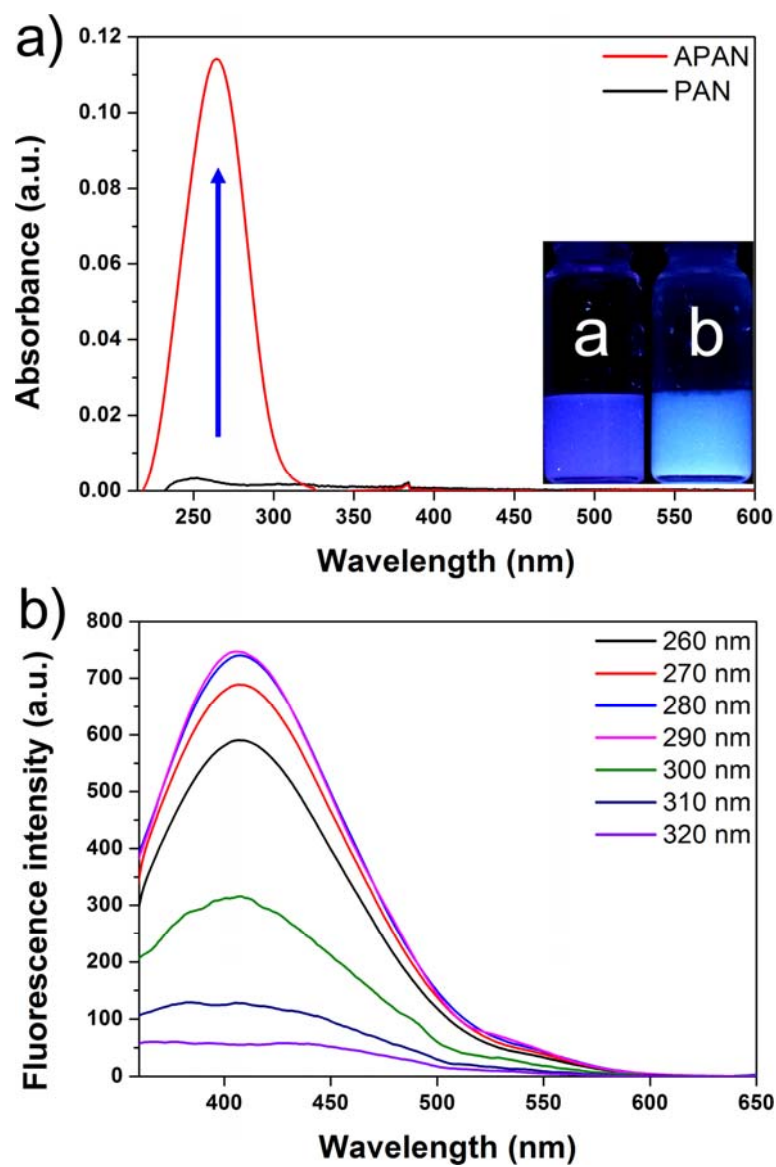 a)
0.12
0.10
0.08
0.06
0.04
0.02
0.00
Absorbance (a.u.)
APAN
PAN
a b
250 300 350 400 450 500 550 600
Wavelength (nm)
b)
800
700
600
500
400
300
200
100
0
Fluorescence intensity (a.u.)
260 nm
270 nm
280 nm
290 nm
300 nm
310 nm
320 nm
400 450 500 550 600 650
Wavelength (nm)